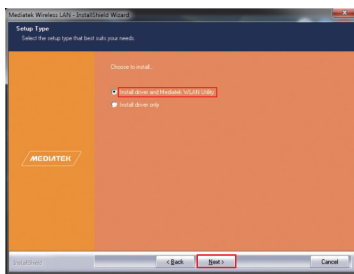 Mediatek Wireless LAN - InstallShield Wizard
Setup Type
Select the setup type that best suits your needs.
Choose to install..
Install driver and Mediatek WLAN Utility
Install driver only
MEDIATEK
InstallShield
< Back
Next >
Cancel